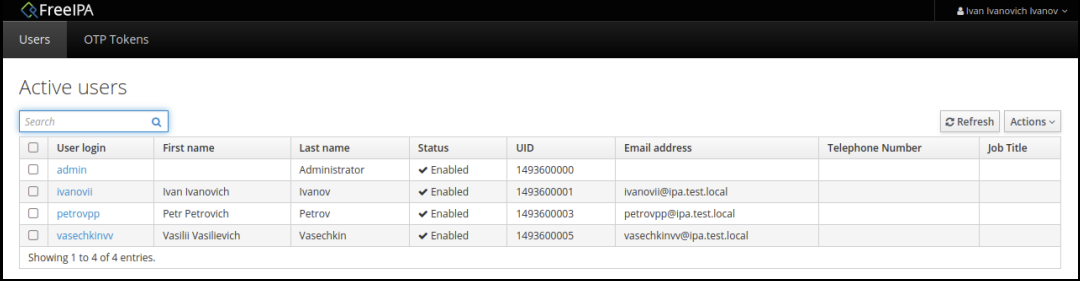 FreeIPA
Ivan Ivanovich Ivanov
Users OTP Tokens
Active users
Search
Refresh Actions
User login First name Last name Status UID Email address Telephone Number Job Title
admin Administrator Enabled 1493600000
ivanovii Ivan Ivanovich Ivanov Enabled 1493600001 ivanovii@ipa.test.local
petrovpp Petr Petrovich Petrov Enabled 1493600003 petrovpp@ipa.test.local
vasechkinvv Vasilii Vasilievich Vasechkin Enabled 1493600005 vasechkinvv@ipa.test.local
Showing 1 to 4 of 4 entries.